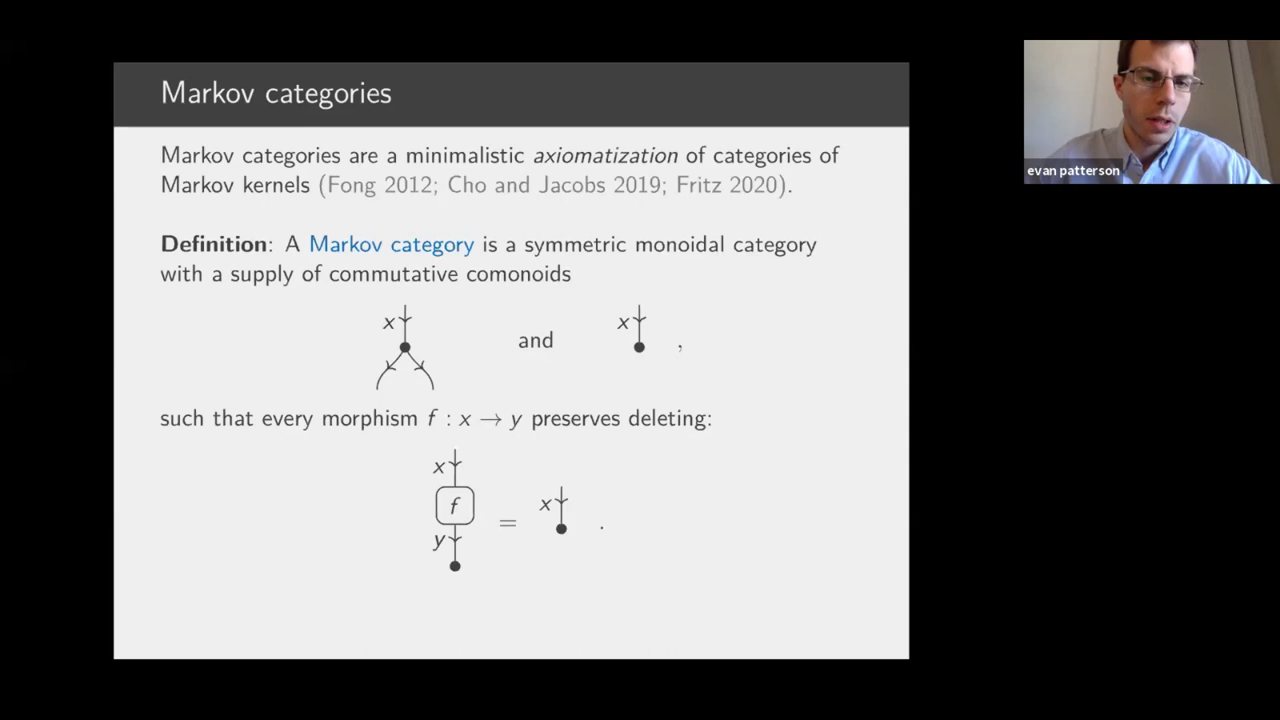 Markov categories
Markov categories are a minimalistic axiomatization of categories of
Markov kernels (Fong 2012; Cho and Jacobs 2019; Fritz 2020).
Definition: A Markov category is a symmetric monoidal category
with a supply of commutative comonoids
x and x ,
such that every morphism f : x → y preserves deleting:
x
f
y
= x .
evan patterson